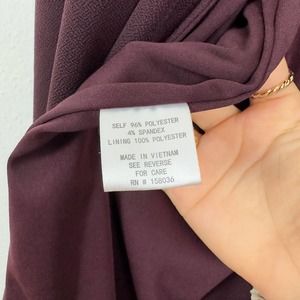 SELF 96% POLYESTER
4% SPANDEX
LINING 100% POLYESTER
MADE IN VIETNAM
SEE REVERSE
FOR CARE
RN # 158036